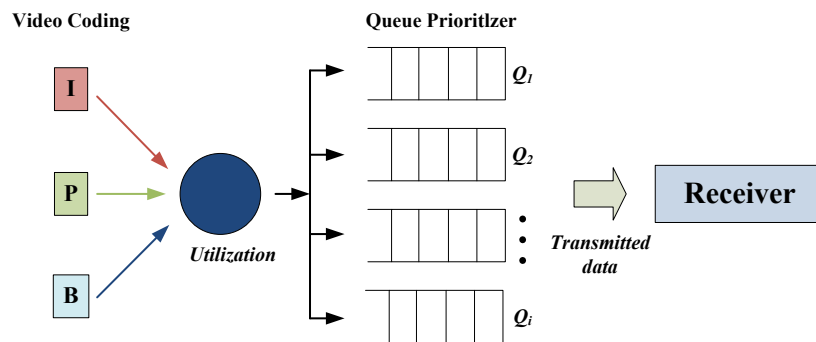 Video Coding
Queue Prioritlzer
I
Q1
P
Q2
Receiver
Utilization
Transmitted
data
B
Qi